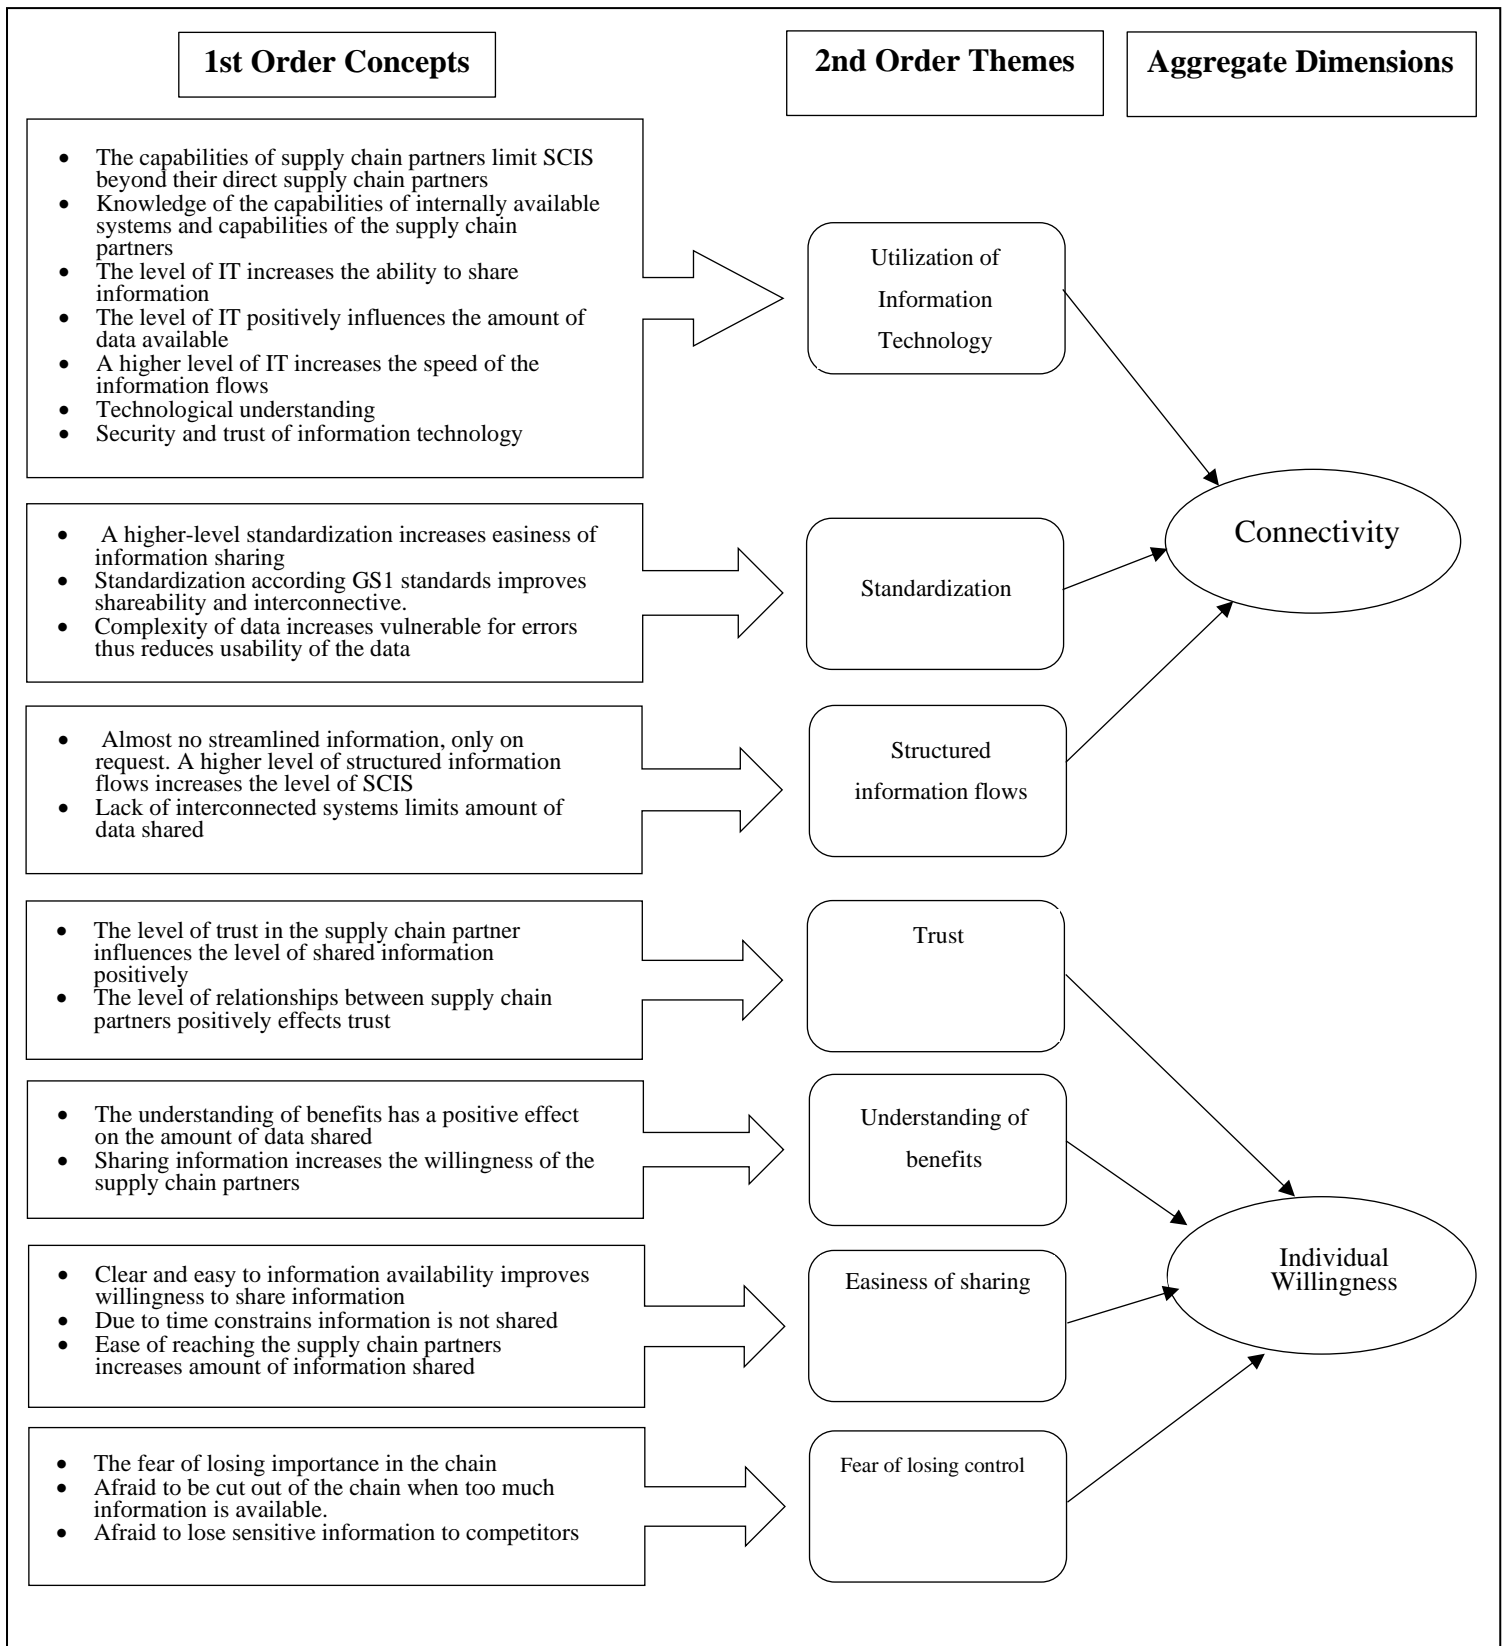 1st Order Concepts
2nd Order Themes
Aggregate Dimensions
• The capabilities of supply chain partners limit SCIS
beyond their direct supply chain partners
• Knowledge of the capabilities of internally available
systems and capabilities of the supply chain
partners
• The level of IT increases the ability to share
information
• The level of IT positively influences the amount of
data available
• A higher level of IT increases the speed of the
information flows
• Technological understanding
• Security and trust of information technology
Utilization of
Information
Technology
• A higher-level standardization increases easiness of
information sharing
• Standardization according GS1 standards improves
shareability and interconnective.
• Complexity of data increases vulnerable for errors
thus reduces usability of the data
Standardization
Connectivity
• Almost no streamlined information, only on
request. A higher level of structured information
flows increases the level of SCIS
• Lack of interconnected systems limits amount of
data shared
Structured
information flows
• The level of trust in the supply chain partner
influences the level of shared information
positively
• The level of relationships between supply chain
partners positively effects trust
Trust
• The understanding of benefits has a positive effect
on the amount of data shared
• Sharing information increases the willingness of the
supply chain partners
Understanding of
benefits
• Clear and easy to information availability improves
willingness to share information
• Due to time constrains information is not shared
• Ease of reaching the supply chain partners
increases amount of information shared
Easiness of sharing
Individual
Willingness
• The fear of losing importance in the chain
• Afraid to be cut out of the chain when too much
information is available.
• Afraid to lose sensitive information to competitors
Fear of losing control